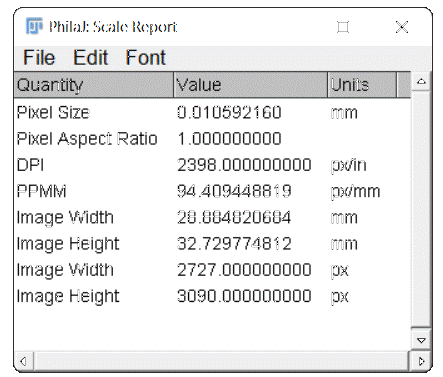 PhilaJ: Scale Report
File Edit Font
Quantity Value Units
Pixel Size 0.010592160 mm
Pixel Aspect Ratio 1.000000000
DPI 2398.000000000 px/in
PPMM 94.409448819 px/mm
Image Width 28.884820684 mm
Image Height 32.729774812 mm
Image Width 2727.000000000 px
Image Height 3090.000000000 px